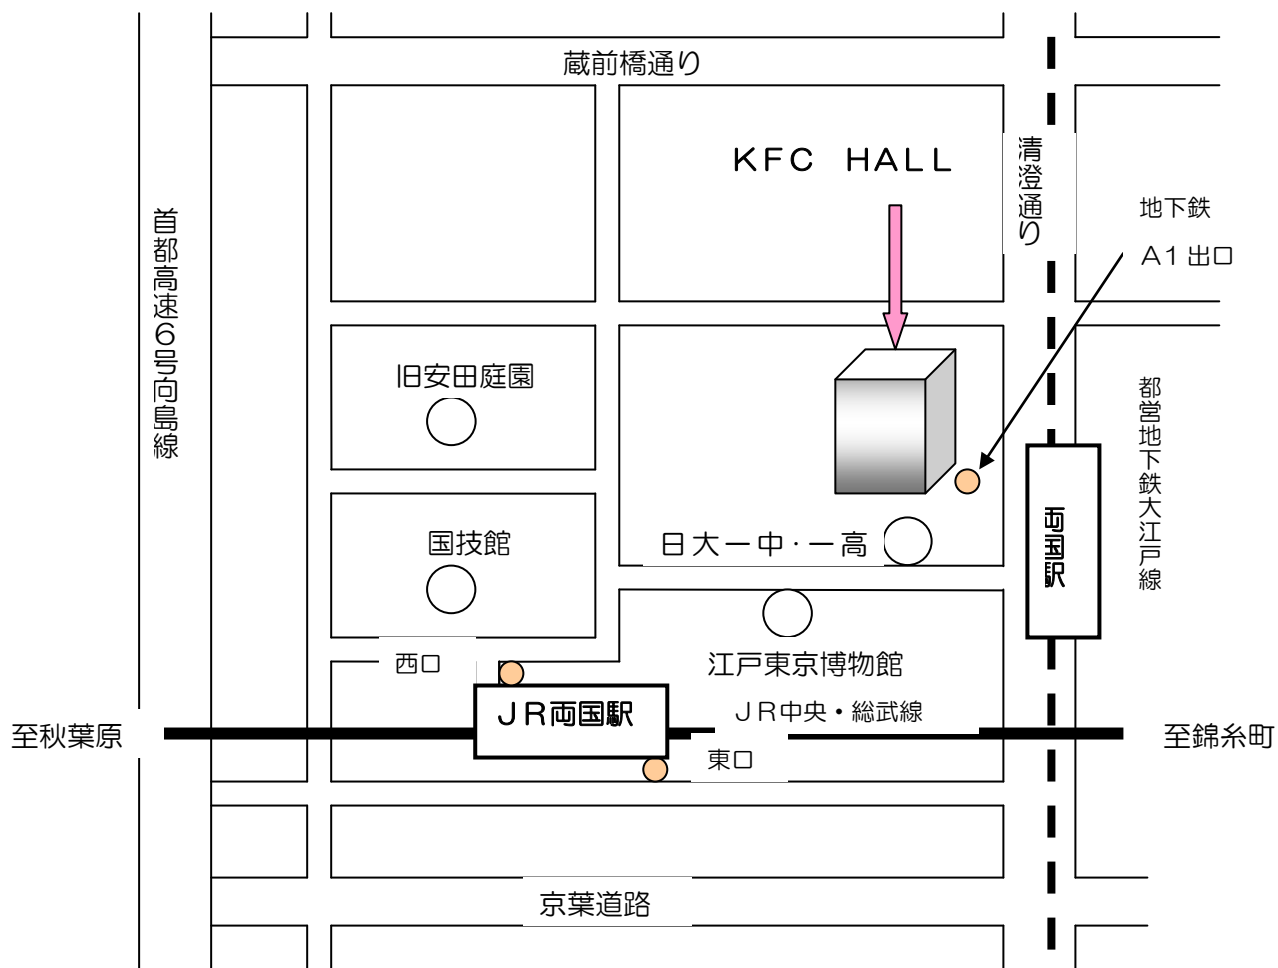 蔵前橋通り
KFC HALL
清澄通り
地下鉄
A1出口
首都高速6号向島線
旧安田庭園
都営地下鉄大江戸線
国技館
日大一中・一高
両国駅
西口
江戸東京博物館
JR両国駅
JR中央・総武線
至秋葉原
至錦糸町
東口
京葉道路